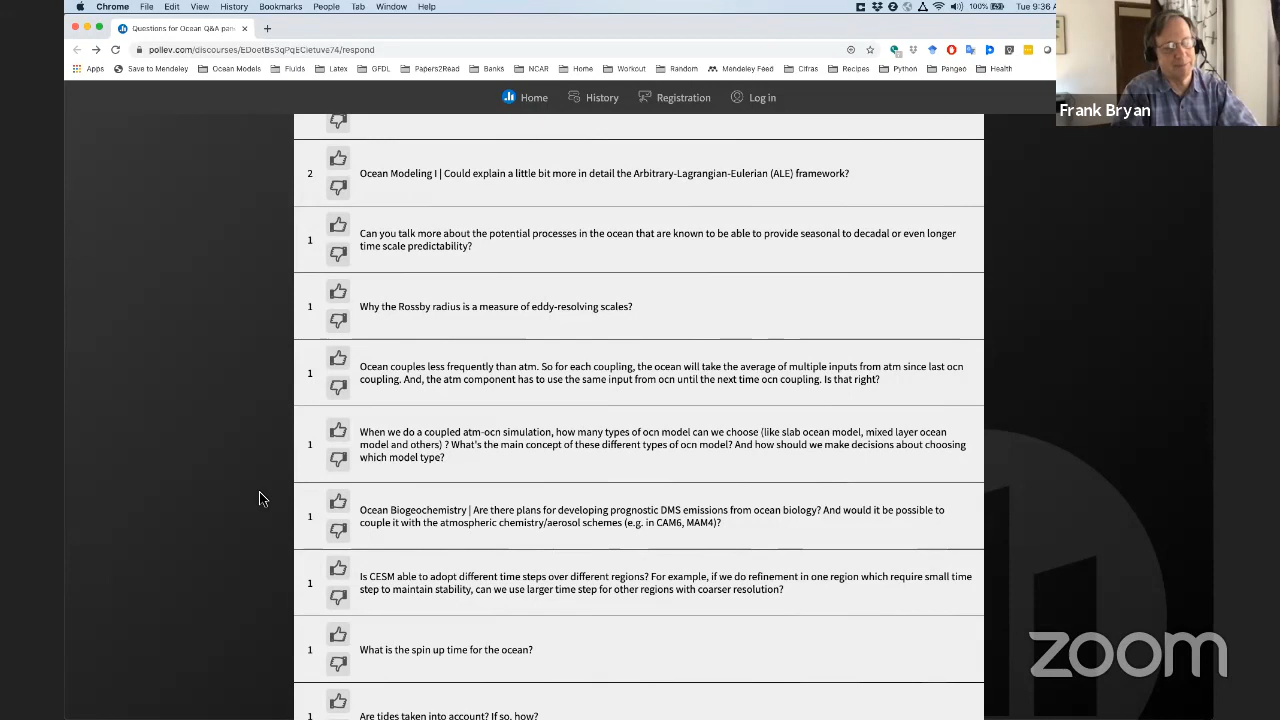 Chrome File Edit View History Bookmarks People Tab Window Help 100% Tue 9:36 A
Questions for Ocean Q&A pan
pollev.com/discourses/EDoetBs3qPqECietuve74/respond
Apps Save to Mendeley Ocean Models Fluids Latex GFDL Papers2Read Banks NCAR Home Workout Random Mendeley Feed Cifras Recipes Python Pangeo Health
Home History Registration Log in
Frank Bryan
2 Ocean Modeling I | Could explain a little bit more in detail the Arbitrary-Lagrangian-Eulerian (ALE) framework?
1 Can you talk more about the potential processes in the ocean that are known to be able to provide seasonal to decadal or even longer
time scale predictability?
1 Why the Rossby radius is a measure of eddy-resolving scales?
1 Ocean couples less frequently than atm. So for each coupling, the ocean will take the average of multiple inputs from atm since last ocn
coupling. And, the atm component has to use the same input from ocn until the next time ocn coupling. Is that right?
1 When we do a coupled atm-ocn simulation, how many types of ocn model can we choose (like slab ocean model, mixed layer ocean
model and others) ? What's the main concept of these different types of ocn model? And how should we make decisions about choosing
which model type?
1 Ocean Biogeochemistry | Are there plans for developing prognostic DMS emissions from ocean biology? And would it be possible to
couple it with the atmospheric chemistry/aerosol schemes (e.g. in CAM6, MAM4)?
1 Is CESM able to adopt different time steps over different regions? For example, if we do refinement in one region which require small time
step to maintain stability, can we use larger time step for other regions with coarser resolution?
1 What is the spin up time for the ocean?
1 Are tides taken into account? If so, how?
zoom